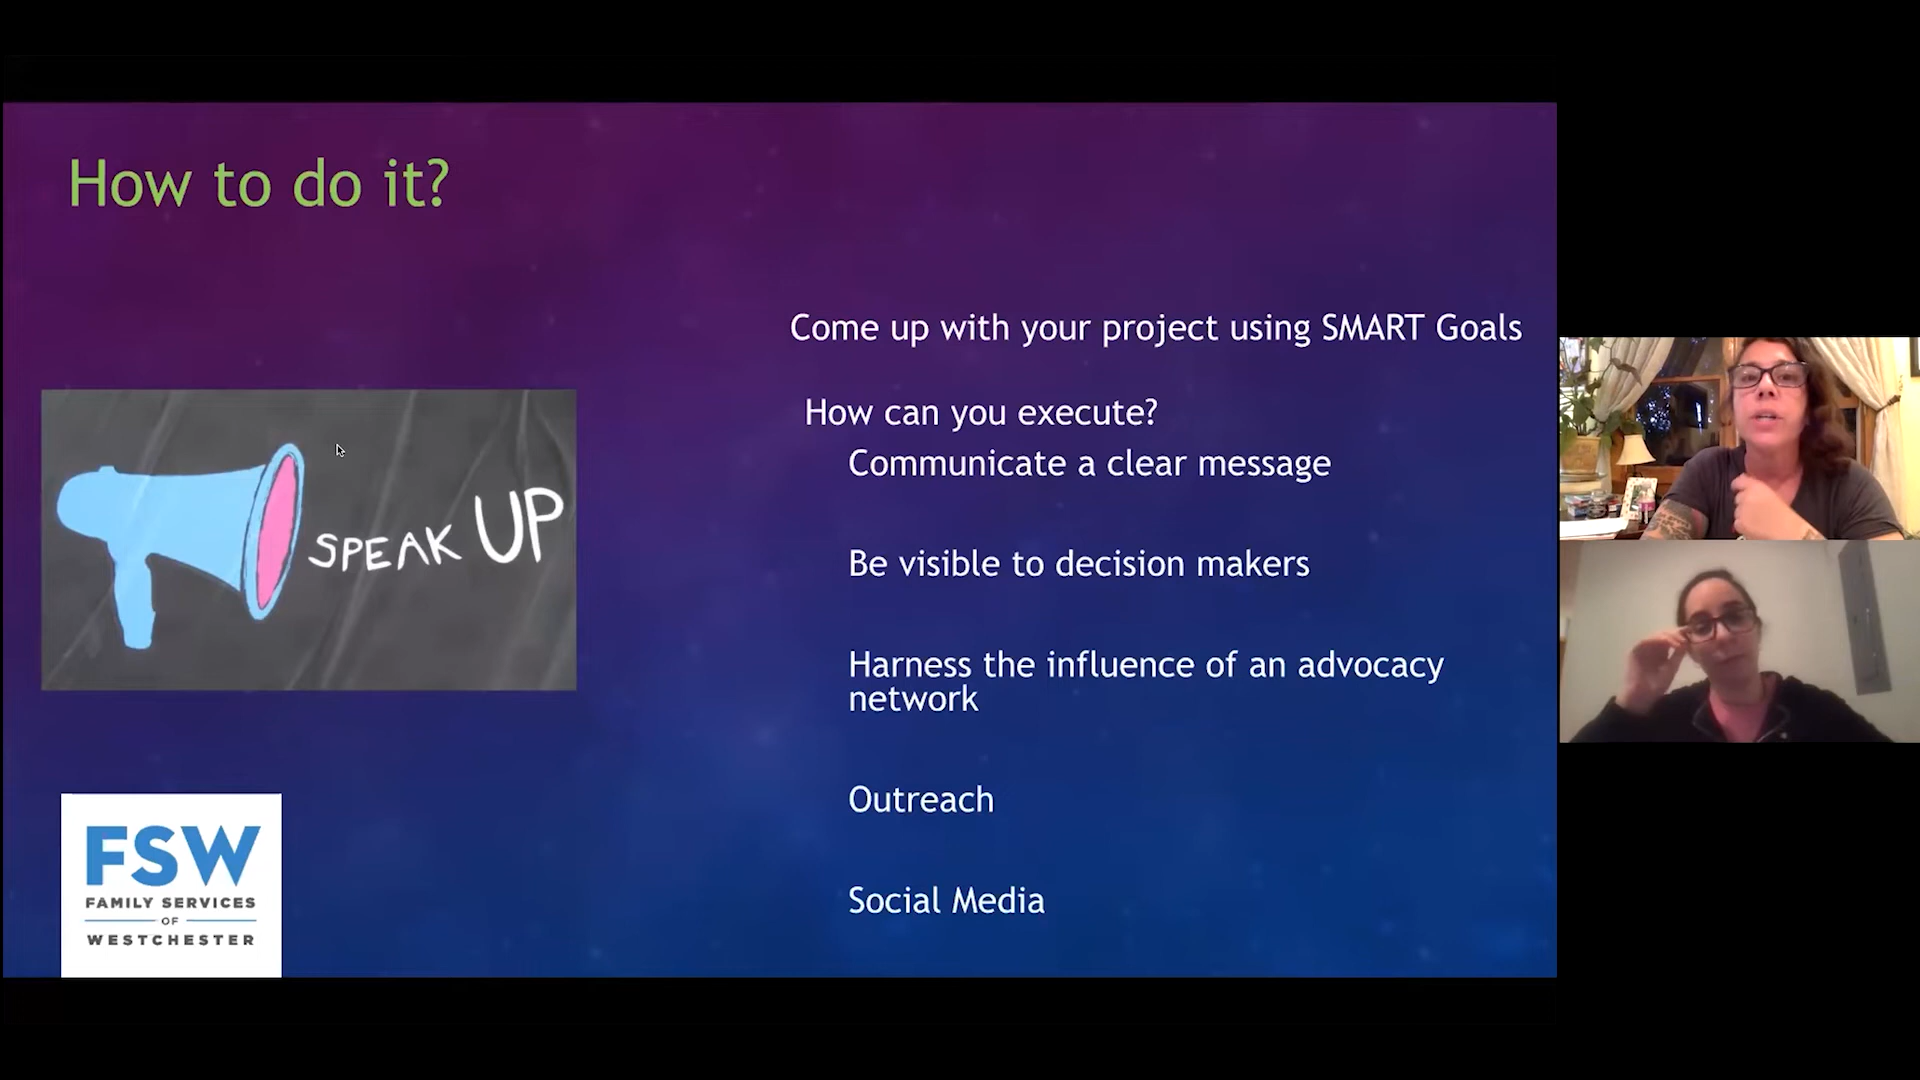 How to do it?
Come up with your project using SMART Goals
How can you execute?
Communicate a clear message
Be visible to decision makers
Harness the influence of an advocacy
network
Outreach
Social Media
SPEAK UP
FSW
FAMILY SERVICES
OF
WESTCHESTER